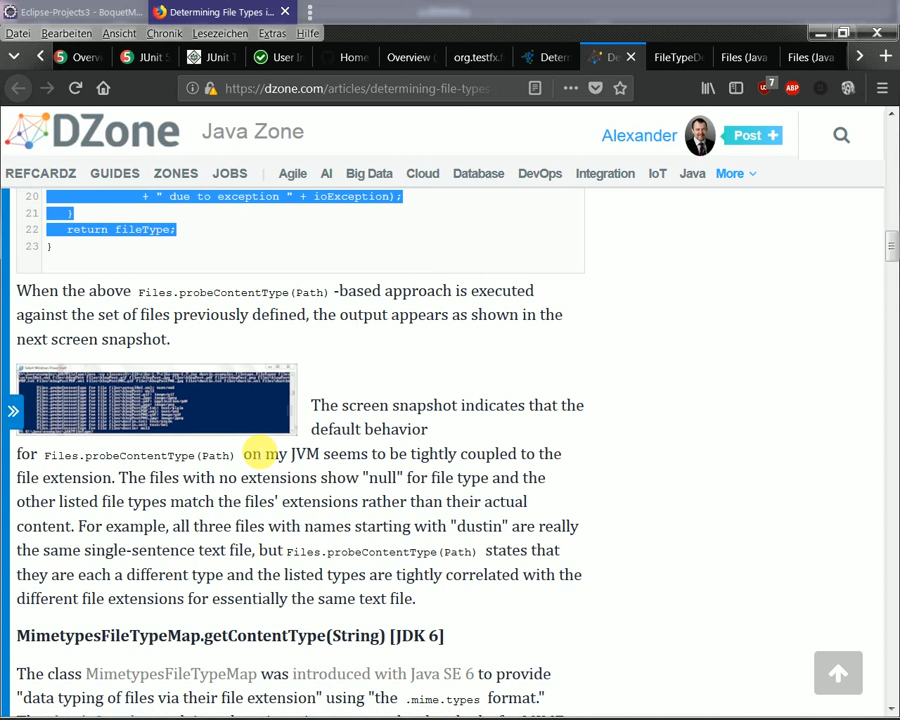 Eclipse-Projects3 - BoquetM...
Determining File Types i...
Datei Bearbeiten Ansicht Chronik Lesezeichen Extras Hilfe
Overv
JUnit 5
JUnit
User In
Home
Overview (
org.testfx.f
Determ
De
FileTypeDe
Files (Java
Files (Java
https://dzone.com/articles/determining-file-types-
7
ABP
DZone
Java Zone
Alexander
Post +
REFCARDZ GUIDES ZONES JOBS Agile AI Big Data Cloud Database DevOps Integration IoT Java More
20 + " due to exception " + ioException);
21 }
22 return fileType;
23 }
When the above Files.probeContentType(Path) -based approach is executed
against the set of files previously defined, the output appears as shown in the
next screen snapshot.
The screen snapshot indicates that the
default behavior
for Files.probeContentType(Path) on my JVM seems to be tightly coupled to the
file extension. The files with no extensions show "null" for file type and the
other listed file types match the files' extensions rather than their actual
content. For example, all three files with names starting with "dustin" are really
the same single-sentence text file, but Files.probeContentType(Path) states that
they are each a different type and the listed types are tightly correlated with the
different file extensions for essentially the same text file.
MimetypesFileTypeMap.getContentType(String) [JDK 6]
The class MimetypesFileTypeMap was introduced with Java SE 6 to provide
"data typing of files via their file extension" using "the .mime.types format."